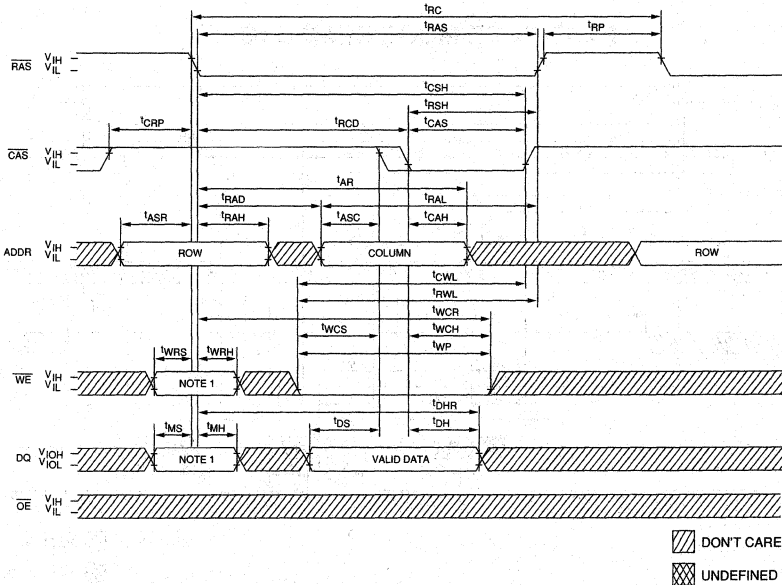 tRC
tRAS
tRP
RAS VIH
VIL
tCSH
tRSH
tCRP
tRCD
tCAS
CAS VIH
VIL
tAR
tRAD
tRAL
tASR
tRAH
tASC
tCAH
ADDR VIH
VIL
ROW
COLUMN
ROW
tCWL
tRWL
tWCR
tWCS
tWCH
tWP
tWRS
tWRH
WE VIH
VIL
NOTE 1
tDHR
tMS
tMH
tDS
tDH
DQ VIOH
VIOL
NOTE 1
VALID DATA
OE VIH
VIL
DON'T CARE
UNDEFINED